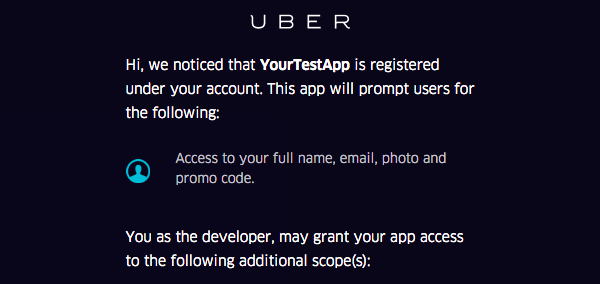 UBER
Hi, we noticed that YourTestApp is registered
under your account. This app will prompt users for
the following:
Access to your full name, email, photo and
promo code.
You as the developer, may grant your app access
to the following additional scope(s):